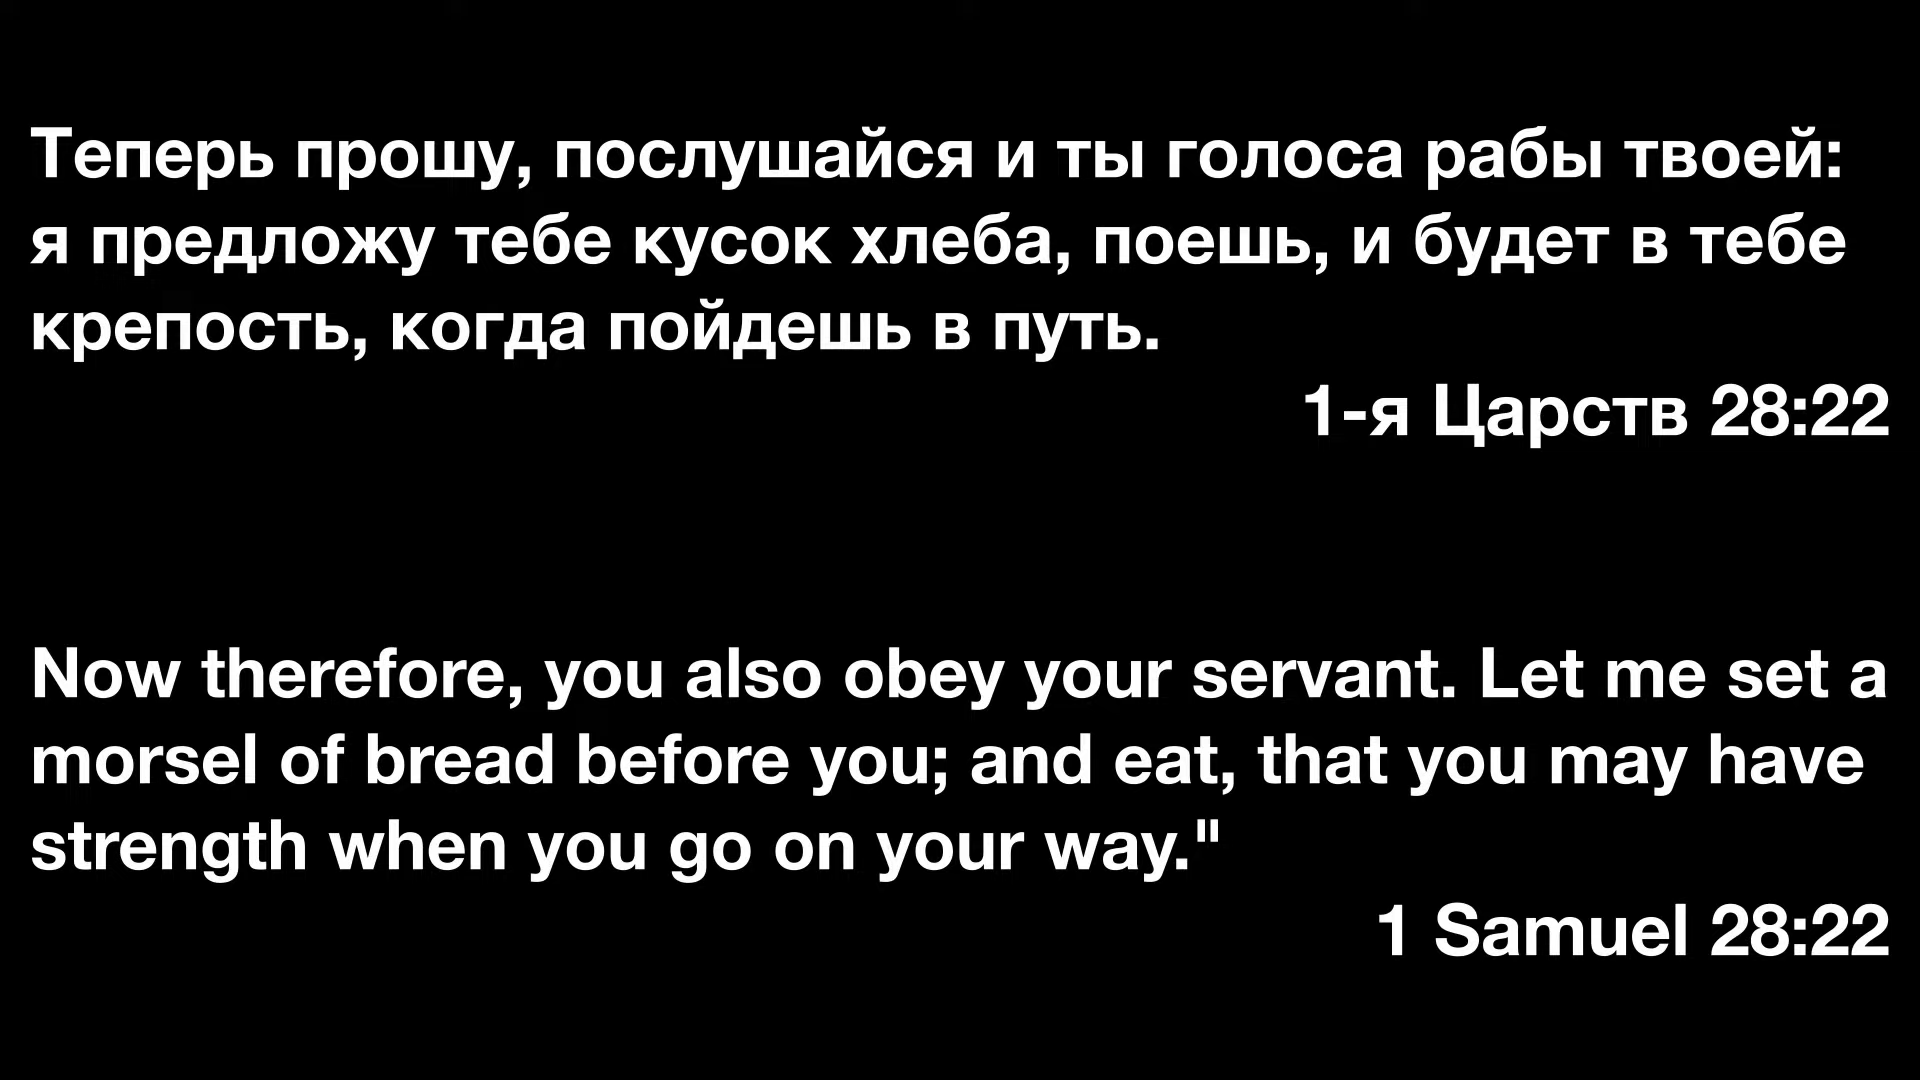 Теперь прошу, послушайся и ты голоса рабы твоей:
я предложу тебе кусок хлеба, поешь, и будет в тебе
крепость, когда пойдешь в путь.
1-я Царств 28:22
Now therefore, you also obey your servant. Let me set a
morsel of bread before you; and eat, that you may have
strength when you go on your way."
1 Samuel 28:22